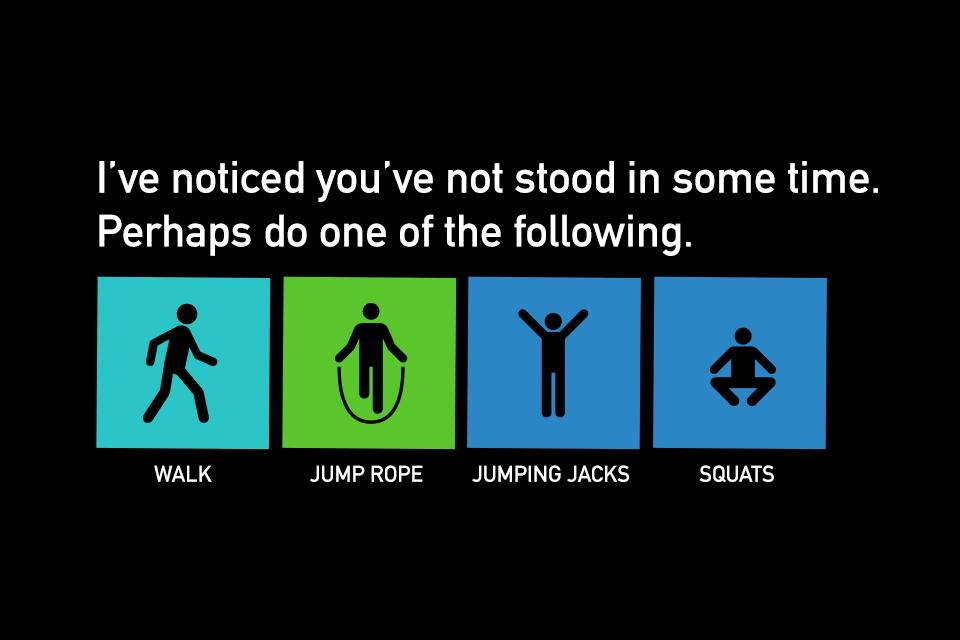 I’ve noticed you’ve not stood in some time.
Perhaps do one of the following.
WALK
JUMP ROPE
JUMPING JACKS
SQUATS